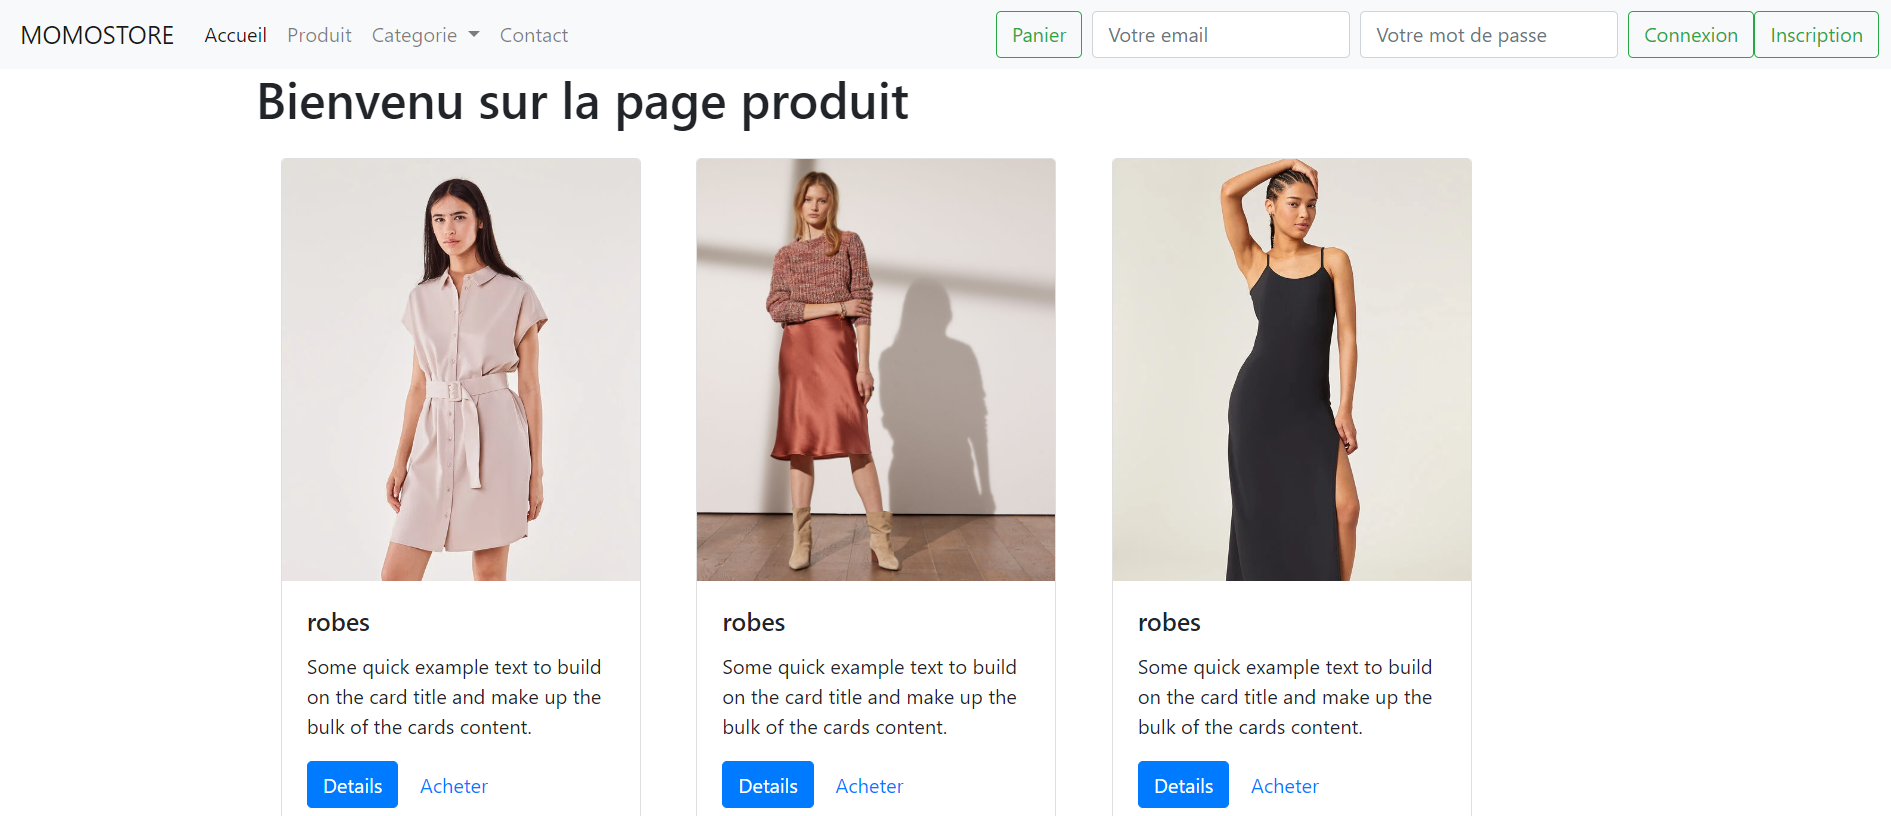 MOMOSTORE Accueil Produit Categorie Contact Panier Votre email Votre mot de passe Connexion Inscription
Bienvenu sur la page produit
robes
Some quick example text to build
on the card title and make up the
bulk of the cards content.
Details Acheter
robes
Some quick example text to build
on the card title and make up the
bulk of the cards content.
Details Acheter
robes
Some quick example text to build
on the card title and make up the
bulk of the cards content.
Details Acheter